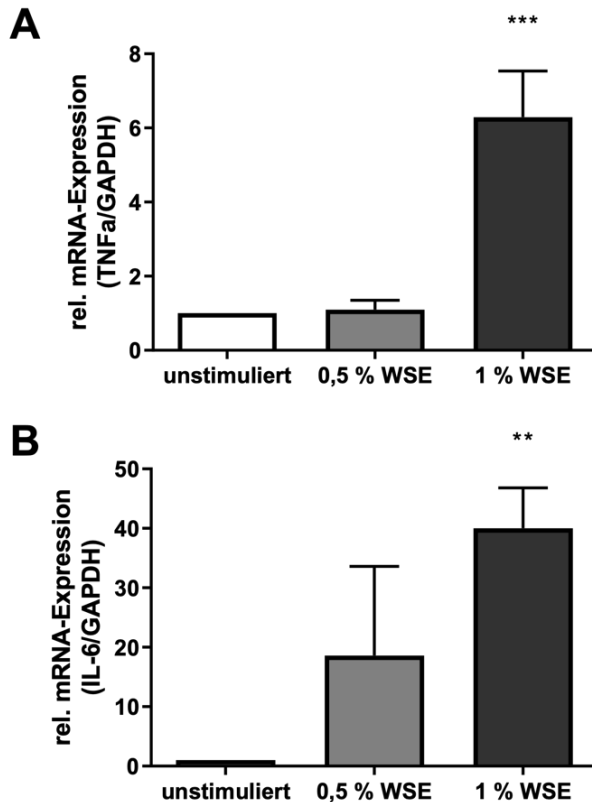 A
***
rel. mRNA-Expression
(TNFa/GAPDH)
8
6
4
2
0
unstimuliert
0,5 % WSE
1 % WSE
B
**
rel. mRNA-Expression
(IL-6/GAPDH)
50
40
30
20
10
0
unstimuliert
0,5 % WSE
1 % WSE